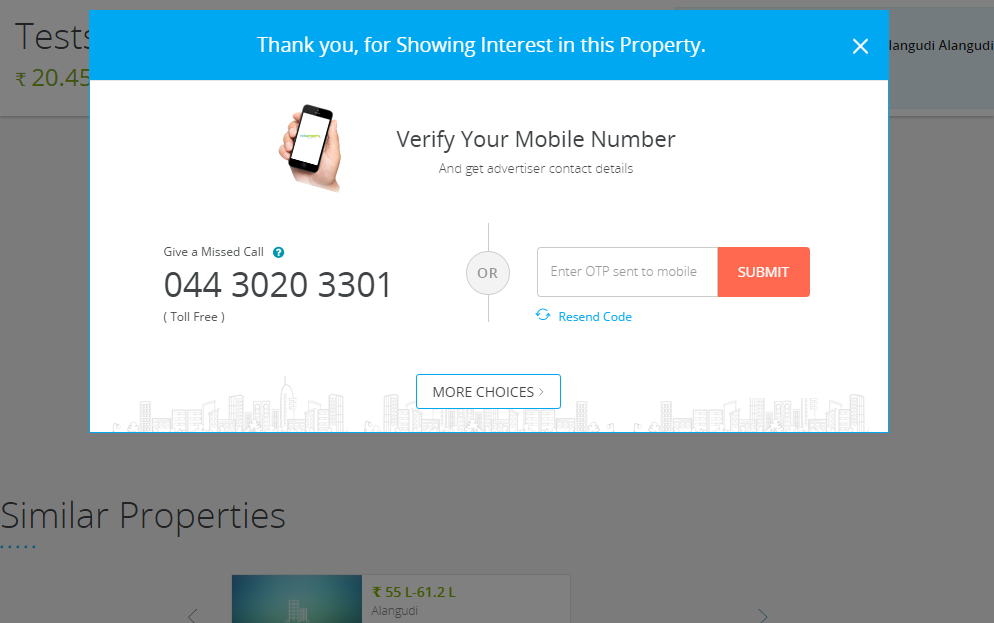 Tests
₹ 20.45
Thank you, for Showing Interest in this Property.
langudi Alangudi
Verify Your Mobile Number
And get advertiser contact details
Give a Missed Call ?
044 3020 3301
( Toll Free )
OR
Enter OTP sent to mobile
SUBMIT
Resend Code
MORE CHOICES >
Similar Properties
₹ 55 L-61.2 L
Alangudi